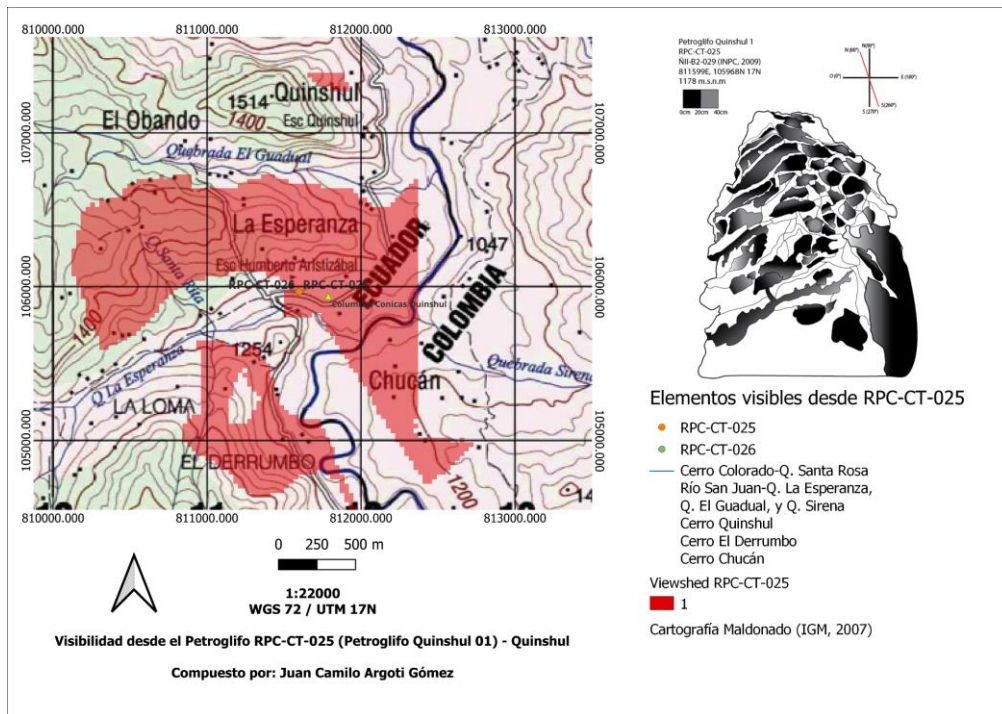 810000.000 811000.000 812000.000 813000.000
107000.000
106000.000
105000.000
1514
Quinshul
1400
Esc Quinshul
El Obando
Quebrada El Guadual
La Esperanza
ECUADOR
1047
Esc Humberto Aristizábal
RPC-CT-026
Columnas Conicas Quinshul
COLOMBIA
Q Santa Rita
1400
Q La Esperanza
1254
Chucán
Quebrada Sirena
LA LOMA
EL DERRUMBO
1200
107000.000
106000.000
105000.000
810000.000 811000.000 812000.000 813000.000
0 250 500 m
1:22000
WGS 72 / UTM 17N
Visibilidad desde el Petroglifo RPC-CT-025 (Petroglifo Quinshul 01) - Quinshul
Compuesto por: Juan Camilo Argoti Gómez
Petroglifo Quinshul 1
RPC-CT-025
ÑII-B2-029 (INPC, 2009)
811599E, 105968N 17N
1178 m.s.n.m
0cm 20cm 40cm
N(90°)
O (0°)
E(180°)
S(270°)
Elementos visibles desde RPC-CT-025
RPC-CT-025
RPC-CT-026
Cerro Colorado-Q. Santa Rosa
Río San Juan-Q. La Esperanza,
Q. El Guadual, y Q. Sirena
Cerro Quinshul
Cerro El Derrumbo
Cerro Chucán
Viewshed RPC-CT-025
1
Cartografía Maldonado (IGM, 2007)